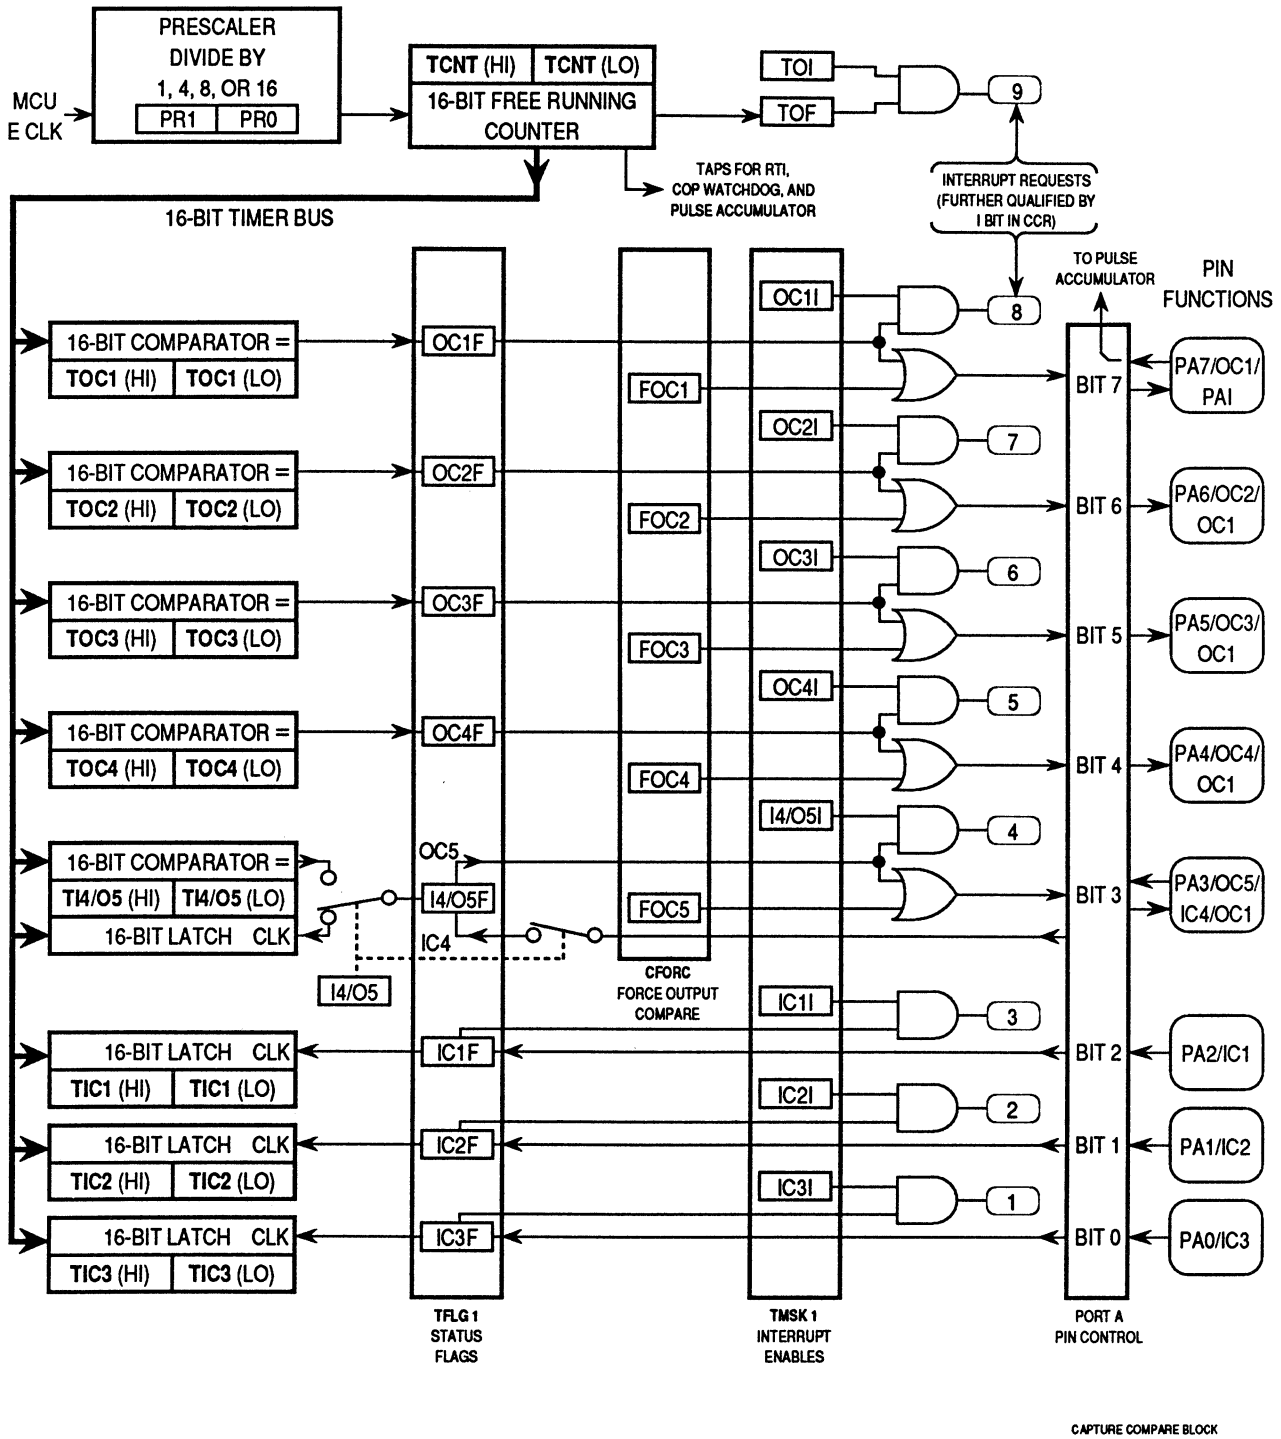 PRESCALER
DIVIDE BY
1, 4, 8, OR 16
PR1 PR0
MCU
E CLK
TCNT (HI) TCNT (LO)
16-BIT FREE RUNNING
COUNTER
TOI
TOF
9
TAPS FOR RTI,
COP WATCHDOG, AND
PULSE ACCUMULATOR
INTERRUPT REQUESTS
(FURTHER QUALIFIED BY
I BIT IN CCR)
16-BIT TIMER BUS
TO PULSE
ACCUMULATOR
PIN
FUNCTIONS
OC1I
8
16-BIT COMPARATOR =
TOC1 (HI) TOC1 (LO)
OC1F
FOC1
BIT 7
PA7/OC1/
PAI
OC2I
7
16-BIT COMPARATOR =
TOC2 (HI) TOC2 (LO)
OC2F
FOC2
BIT 6
PA6/OC2/
OC1
OC3I
6
16-BIT COMPARATOR =
TOC3 (HI) TOC3 (LO)
OC3F
FOC3
BIT 5
PA5/OC3/
OC1
OC4I
5
16-BIT COMPARATOR =
TOC4 (HI) TOC4 (LO)
OC4F
FOC4
BIT 4
PA4/OC4/
OC1
I4/O5I
4
16-BIT COMPARATOR =
TI4/O5 (HI) TI4/O5 (LO)
16-BIT LATCH CLK
OC5
I4/O5F
IC4
I4/O5
FOC5
BIT 3
PA3/OC5/
IC4/OC1
CFORC
FORCE OUTPUT
COMPARE
IC1I
3
16-BIT LATCH CLK
TIC1 (HI) TIC1 (LO)
IC1F
BIT 2
PA2/IC1
IC2I
2
16-BIT LATCH CLK
TIC2 (HI) TIC2 (LO)
IC2F
BIT 1
PA1/IC2
IC3I
1
16-BIT LATCH CLK
TIC3 (HI) TIC3 (LO)
IC3F
BIT 0
PA0/IC3
TFLG 1
STATUS
FLAGS
TMSK 1
INTERRUPT
ENABLES
PORT A
PIN CONTROL
CAPTURE COMPARE BLOCK